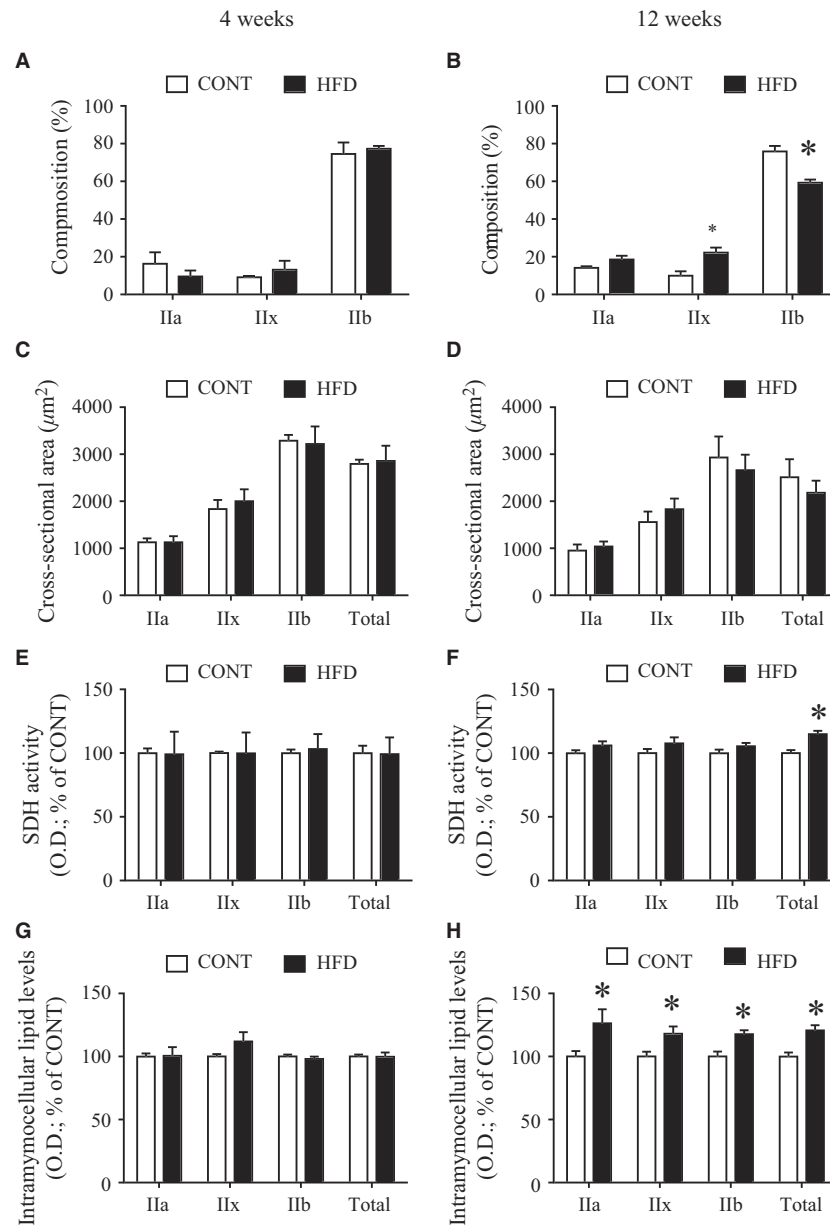 4 weeks
12 weeks
A
CONT HFD
Compmosition (%)
100
80
60
40
20
0
IIa IIx IIb
B
CONT HFD
Composition (%)
100
80
60
40
20
0
*
*
IIa IIx IIb
C
CONT HFD
Cross-sectional area (μm²)
4000
3000
2000
1000
0
IIa IIx IIb Total
D
CONT HFD
Cross-sectional area (μm²)
4000
3000
2000
1000
0
IIa IIx IIb Total
E
CONT HFD
SDH activity
(O.D.; % of CONT)
150
100
50
0
IIa IIx IIb Total
F
CONT HFD
SDH activity
(O.D.; % of CONT)
150
100
50
0
*
IIa IIx IIb Total
G
CONT HFD
Intramymocellular lipid levels
(O.D.; % of CONT)
150
100
50
0
IIa IIx IIb Total
H
CONT HFD
Intramymocellular lipid levels
(O.D.; % of CONT)
150
100
50
0
* * * *
IIa IIx IIb Total